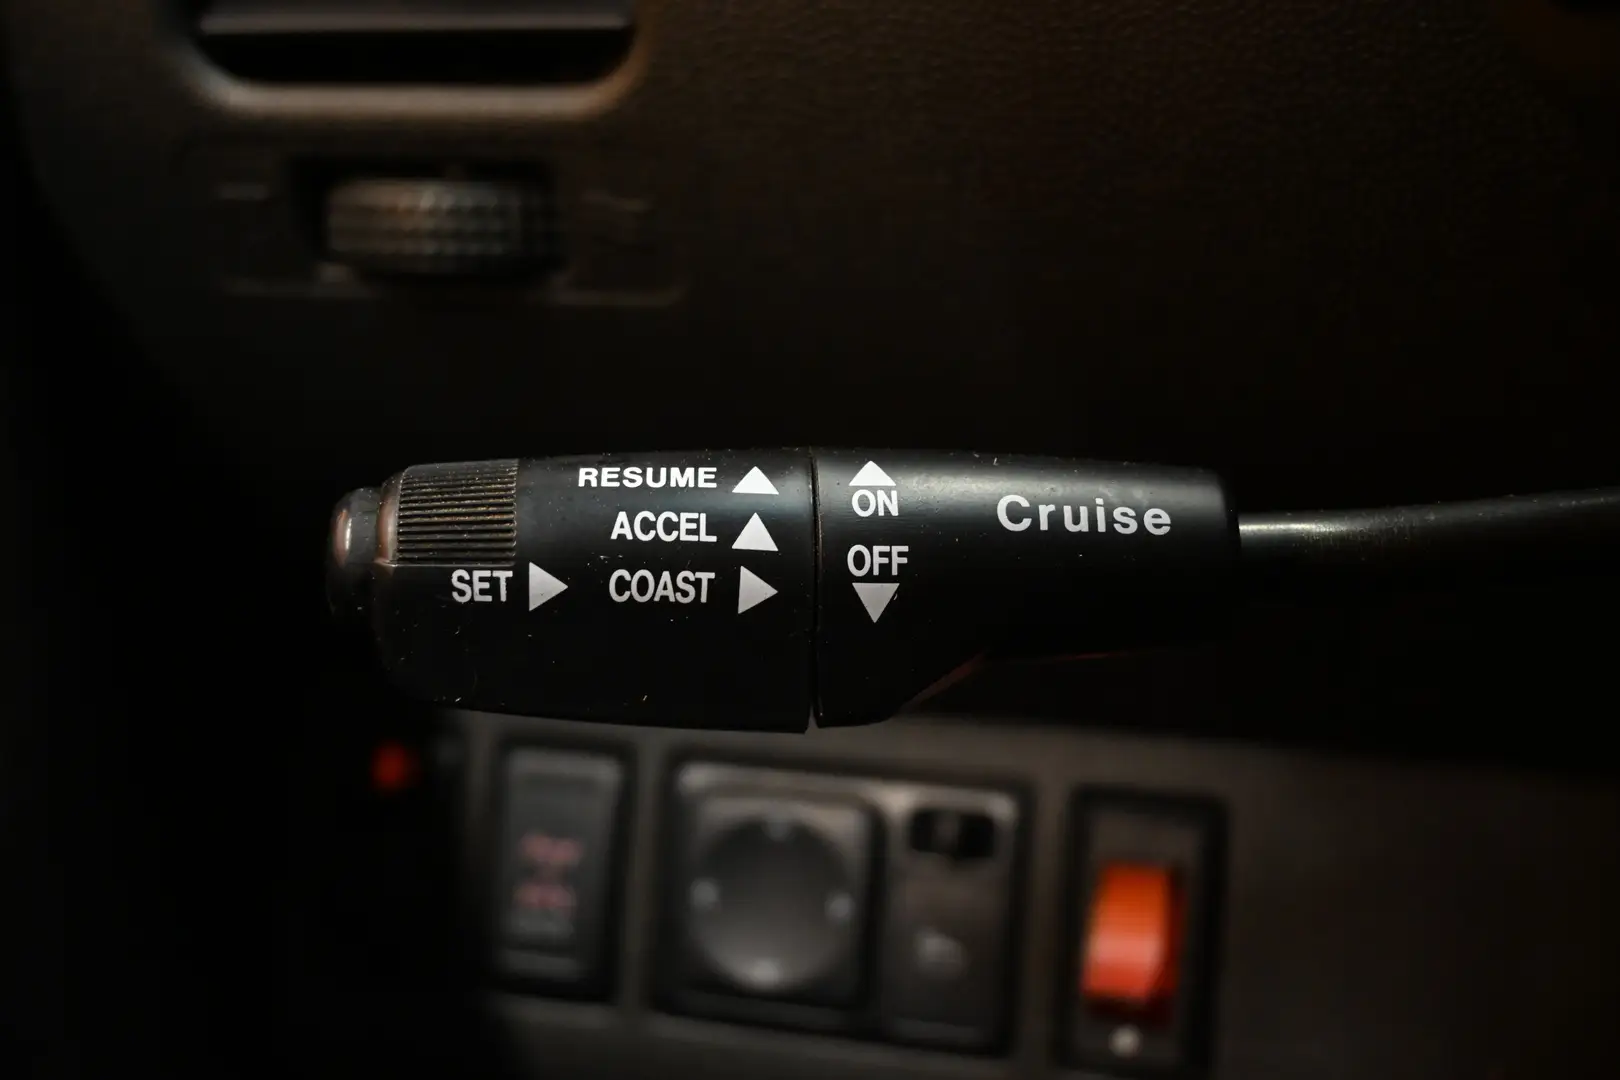 RESUME ▲
ACCEL ▲
SET ▶ COAST ▶
▲
ON
OFF
▼
Cruise